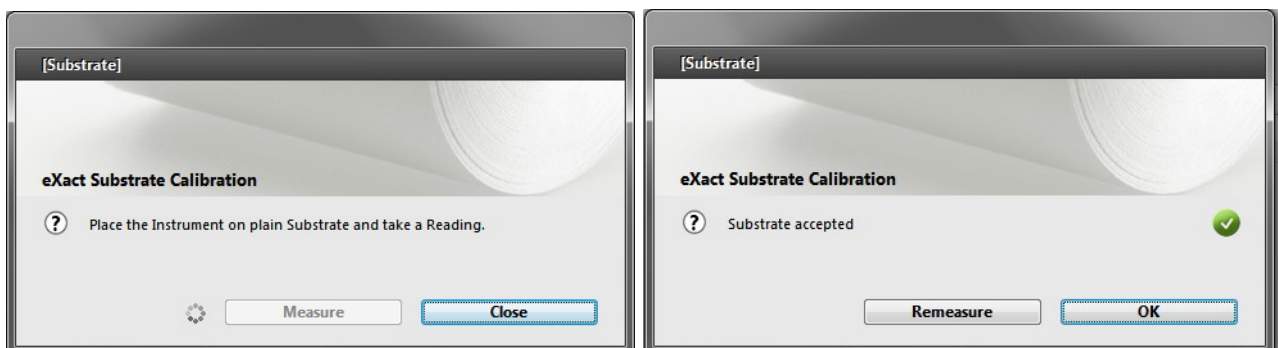 [Substrate]
eXact Substrate Calibration
Place the Instrument on plain Substrate and take a Reading.
Measure
Close
[Substrate]
eXact Substrate Calibration
Substrate accepted
Remeasure
OK